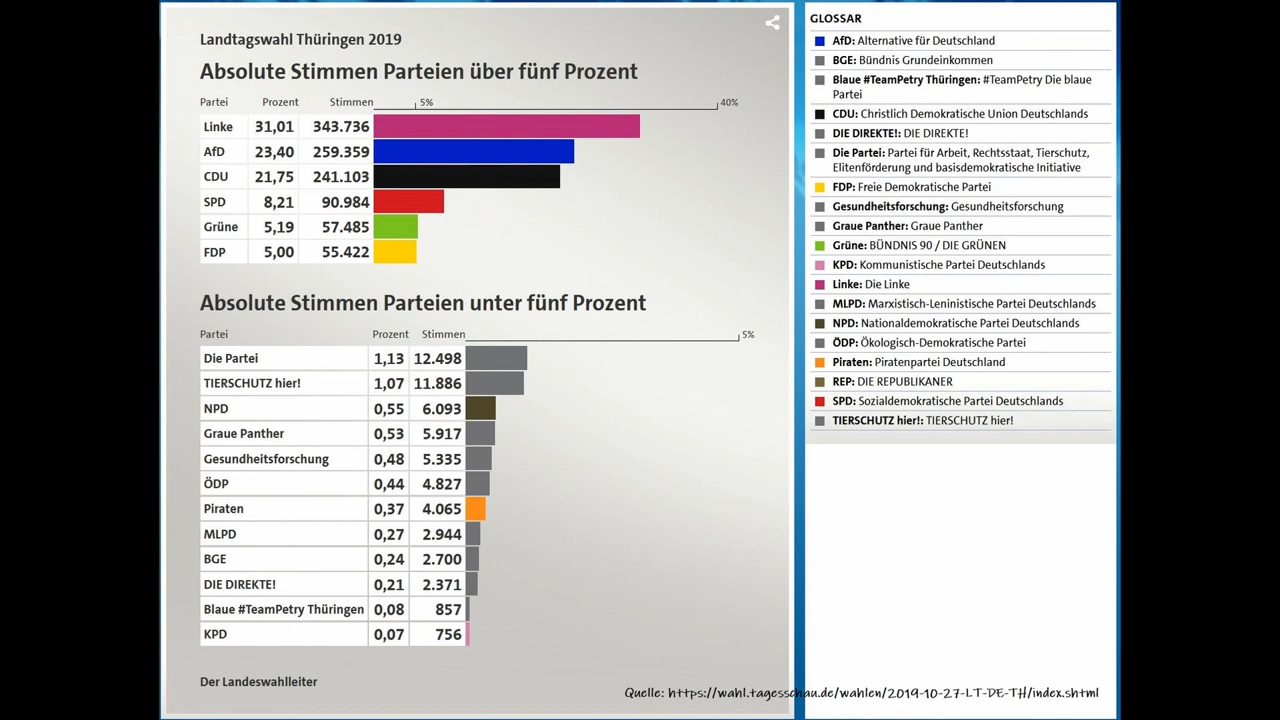 Landtagswahl Thüringen 2019
Absolute Stimmen Parteien über fünf Prozent
Partei Prozent Stimmen 5% 40%
Linke 31,01 343.736
AfD 23,40 259.359
CDU 21,75 241.103
SPD 8,21 90.984
Grüne 5,19 57.485
FDP 5,00 55.422
Absolute Stimmen Parteien unter fünf Prozent
Partei Prozent Stimmen 5%
Die Partei 1,13 12.498
TIERSCHUTZ hier! 1,07 11.886
NPD 0,55 6.093
Graue Panther 0,53 5.917
Gesundheitsforschung 0,48 5.335
ÖDP 0,44 4.827
Piraten 0,37 4.065
MLPD 0,27 2.944
BGE 0,24 2.700
DIE DIREKTE! 0,21 2.371
Blaue #TeamPetry Thüringen 0,08 857
KPD 0,07 756
Der Landeswahlleiter
GLOSSAR
AfD: Alternative für Deutschland
BGE: Bündnis Grundeinkommen
Blaue #TeamPetry Thüringen: #TeamPetry Die blaue
Partei
CDU: Christlich Demokratische Union Deutschlands
DIE DIREKTE!: DIE DIREKTE!
Die Partei: Partei für Arbeit, Rechtsstaat, Tierschutz,
Elitenförderung und basisdemokratische Initiative
FDP: Freie Demokratische Partei
Gesundheitsforschung: Gesundheitsforschung
Graue Panther: Graue Panther
Grüne: BÜNDNIS 90 / DIE GRÜNEN
KPD: Kommunistische Partei Deutschlands
Linke: Die Linke
MLPD: Marxistisch-Leninistische Partei Deutschlands
NPD: Nationaldemokratische Partei Deutschlands
ÖDP: Ökologisch-Demokratische Partei
Piraten: Piratenpartei Deutschland
REP: DIE REPUBLIKANER
SPD: Sozialdemokratische Partei Deutschlands
TIERSCHUTZ hier!: TIERSCHUTZ hier!
Quelle: https://wahl.tagesschau.de/wahlen/2019-10-27-LT-DE-TH/index.shtml